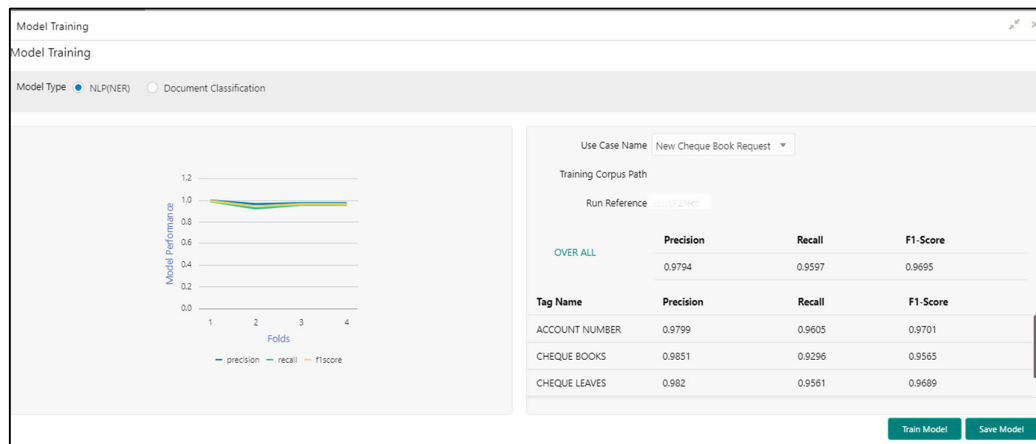 Model Training
Model Training
Model Type NLP(NER) Document Classification
1.2
1.0
0.8
0.6
0.4
0.2
0.0
Model Performance
1 2 3 4
Folds
precision recall f1score
Use Case Name New Cheque Book Request
Training Corpus Path
Run Reference
OVER ALL
Precision Recall F1-Score
0.9794 0.9597 0.9695
Tag Name Precision Recall F1-Score
ACCOUNT NUMBER 0.9799 0.9605 0.9701
CHEQUE BOOKS 0.9851 0.9296 0.9565
CHEQUE LEAVES 0.982 0.9561 0.9689
Train Model Save Model